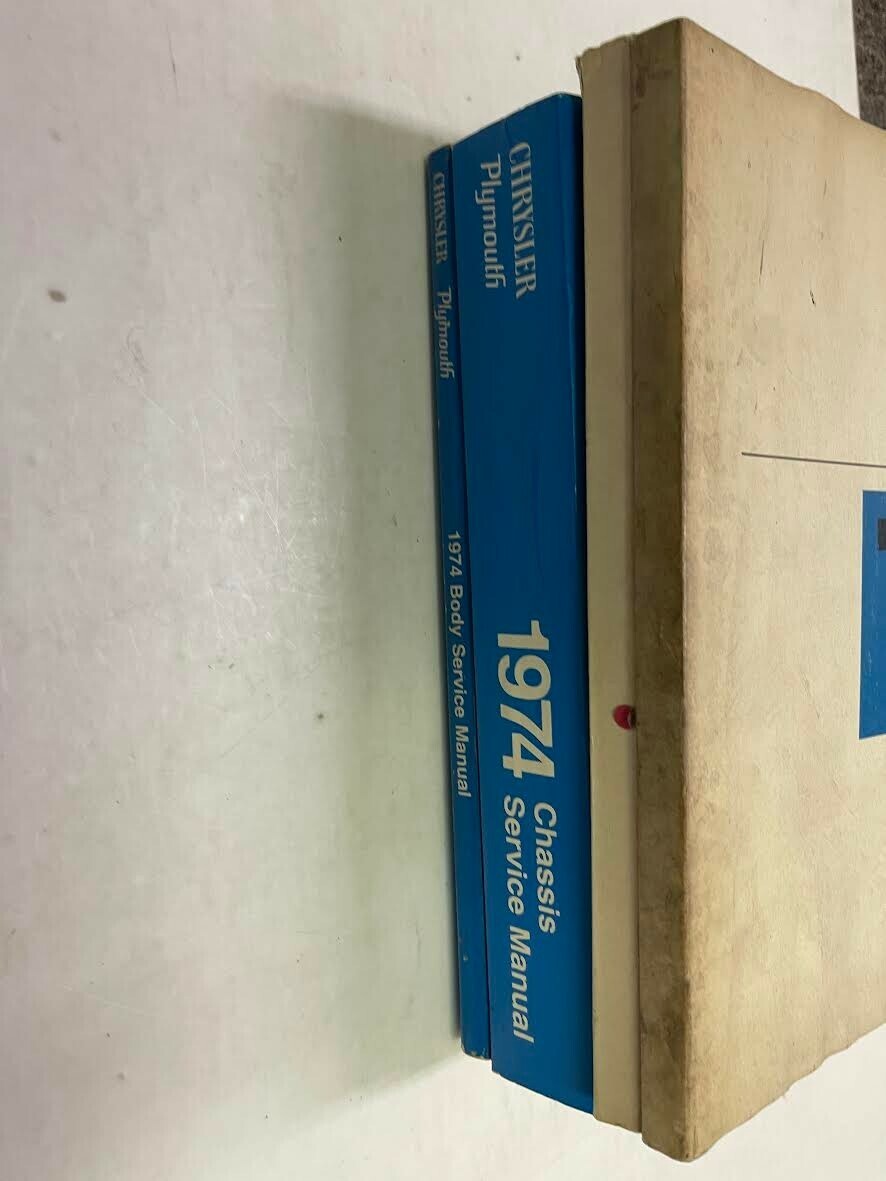 CHRYSLER
Plymouth
1974
Chassis
Service Manual
CHRYSLER Plymouth 1974 Body Service Manual